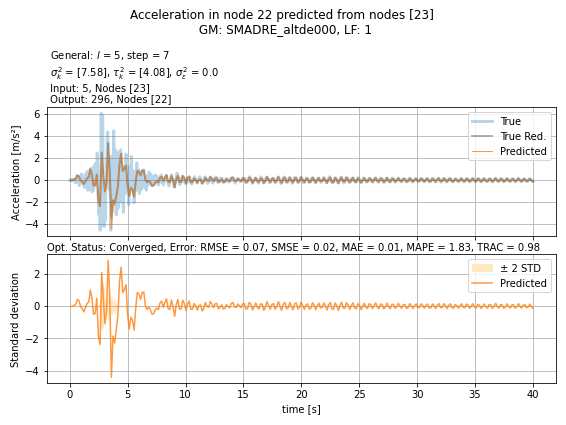 Acceleration in node 22 predicted from nodes [23]
GM: SMADRE_altde000, LF: 1
General: l = 5, step = 7
σ²ₖ = [7.58], τ²ₖ = [4.08], σ²ε = 0.0
Input: 5, Nodes [23]
Output: 296, Nodes [22]
Acceleration [m/s²]
6
4
2
0
−2
−4
True
True Red.
Predicted
Opt. Status: Converged, Error: RMSE = 0.07, SMSE = 0.02, MAE = 0.01, MAPE = 1.83, TRAC = 0.98
Standard deviation
2
0
−2
−4
± 2 STD
Predicted
0 5 10 15 20 25 30 35 40
time [s]